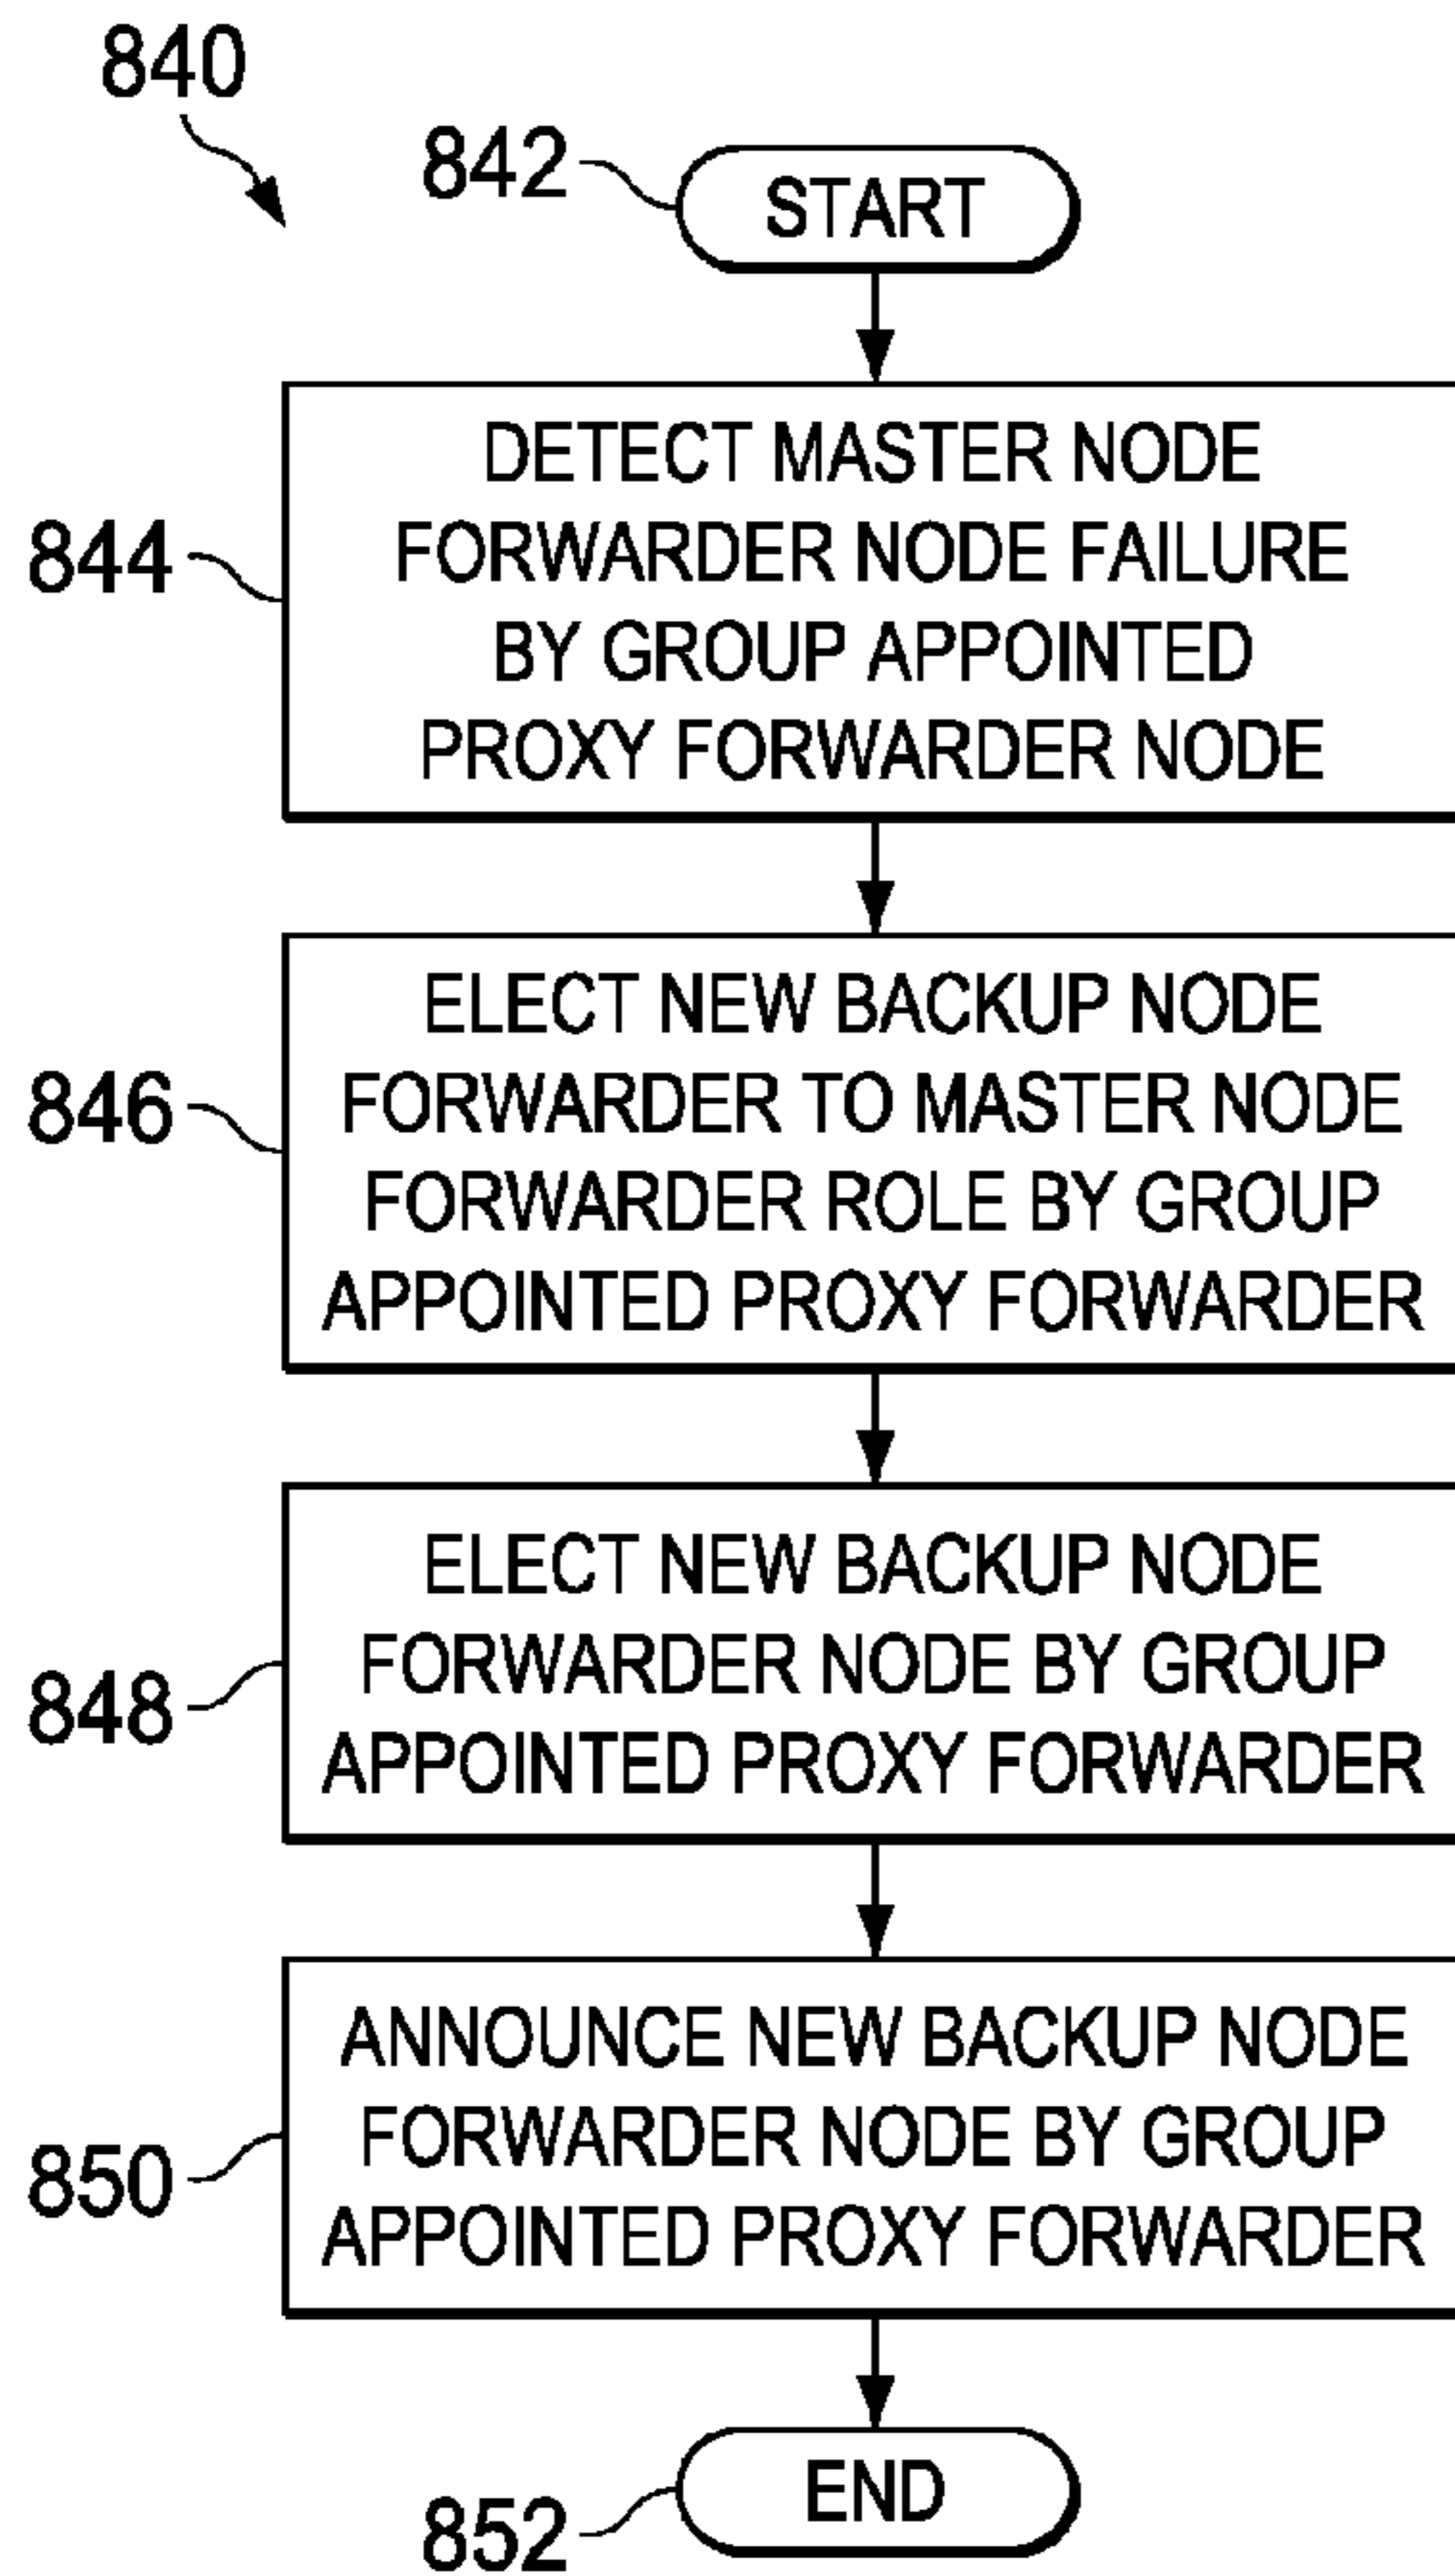 840
842
START
844
DETECT MASTER NODE
FORWARDER NODE FAILURE
BY GROUP APPOINTED
PROXY FORWARDER NODE
846
ELECT NEW BACKUP NODE
FORWARDER TO MASTER NODE
FORWARDER ROLE BY GROUP
APPOINTED PROXY FORWARDER
848
ELECT NEW BACKUP NODE
FORWARDER NODE BY GROUP
APPOINTED PROXY FORWARDER
850
ANNOUNCE NEW BACKUP NODE
FORWARDER NODE BY GROUP
APPOINTED PROXY FORWARDER
852
END